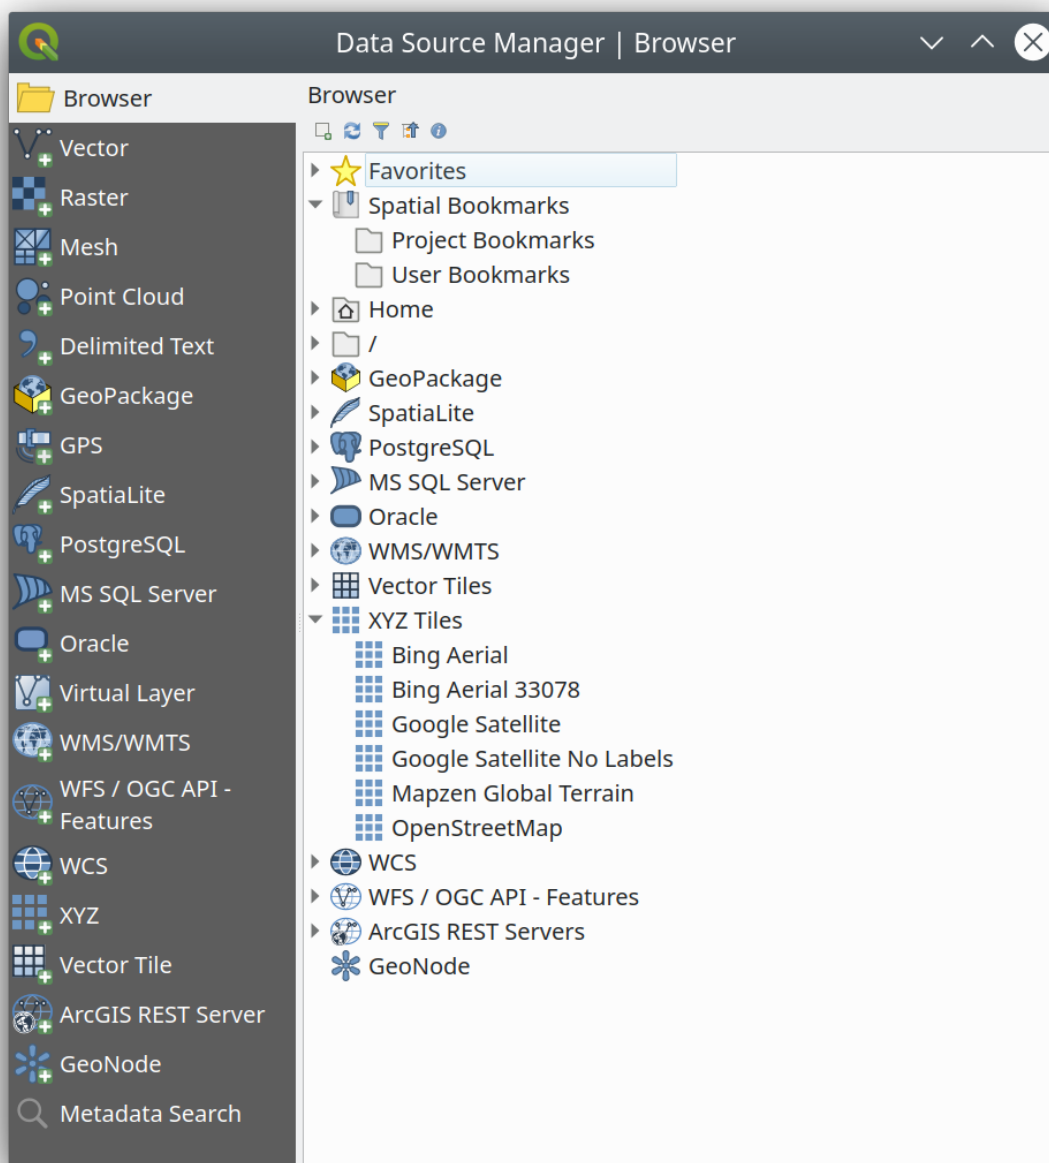 Data Source Manager | Browser
Browser
Vector
Raster
Mesh
Point Cloud
Delimited Text
GeoPackage
GPS
SpatiaLite
PostgreSQL
MS SQL Server
Oracle
Virtual Layer
WMS/WMTS
WFS / OGC API -
Features
WCS
XYZ
Vector Tile
ArcGIS REST Server
GeoNode
Metadata Search
Browser
Favorites
Spatial Bookmarks
Project Bookmarks
User Bookmarks
Home
/
GeoPackage
SpatiaLite
PostgreSQL
MS SQL Server
Oracle
WMS/WMTS
Vector Tiles
XYZ Tiles
Bing Aerial
Bing Aerial 33078
Google Satellite
Google Satellite No Labels
Mapzen Global Terrain
OpenStreetMap
WCS
WFS / OGC API - Features
ArcGIS REST Servers
GeoNode